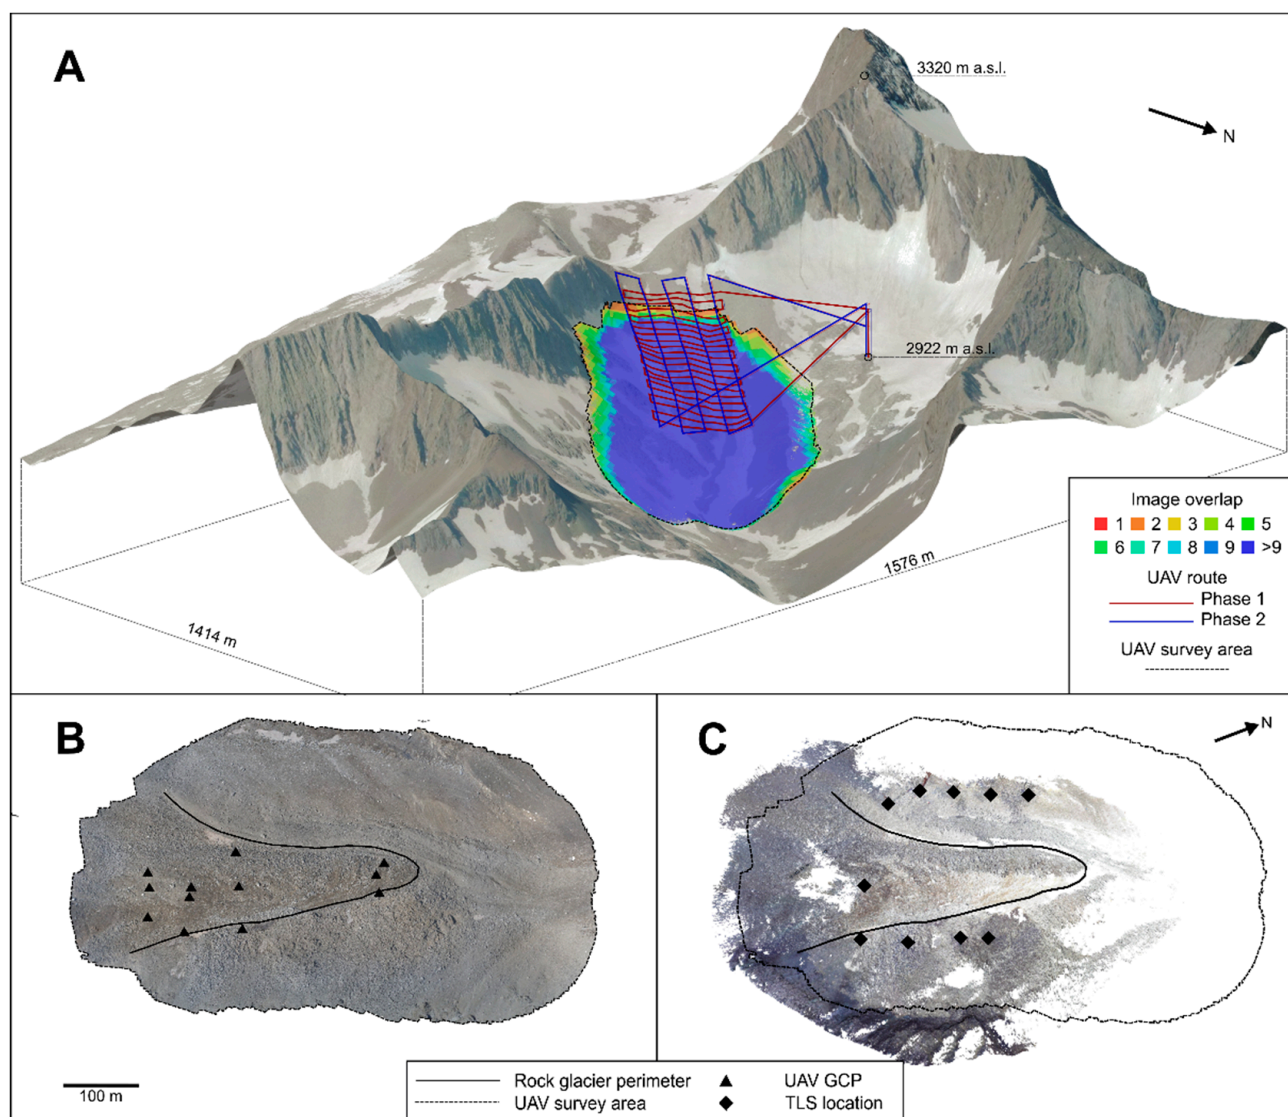 A
3320 m a.s.l.
N
2922 m a.s.l.
1576 m
1414 m
Image overlap
1 2 3 4 5
6 7 8 9 >9
UAV route
Phase 1
Phase 2
UAV survey area
B
C
N
100 m
Rock glacier perimeter UAV GCP
UAV survey area TLS location